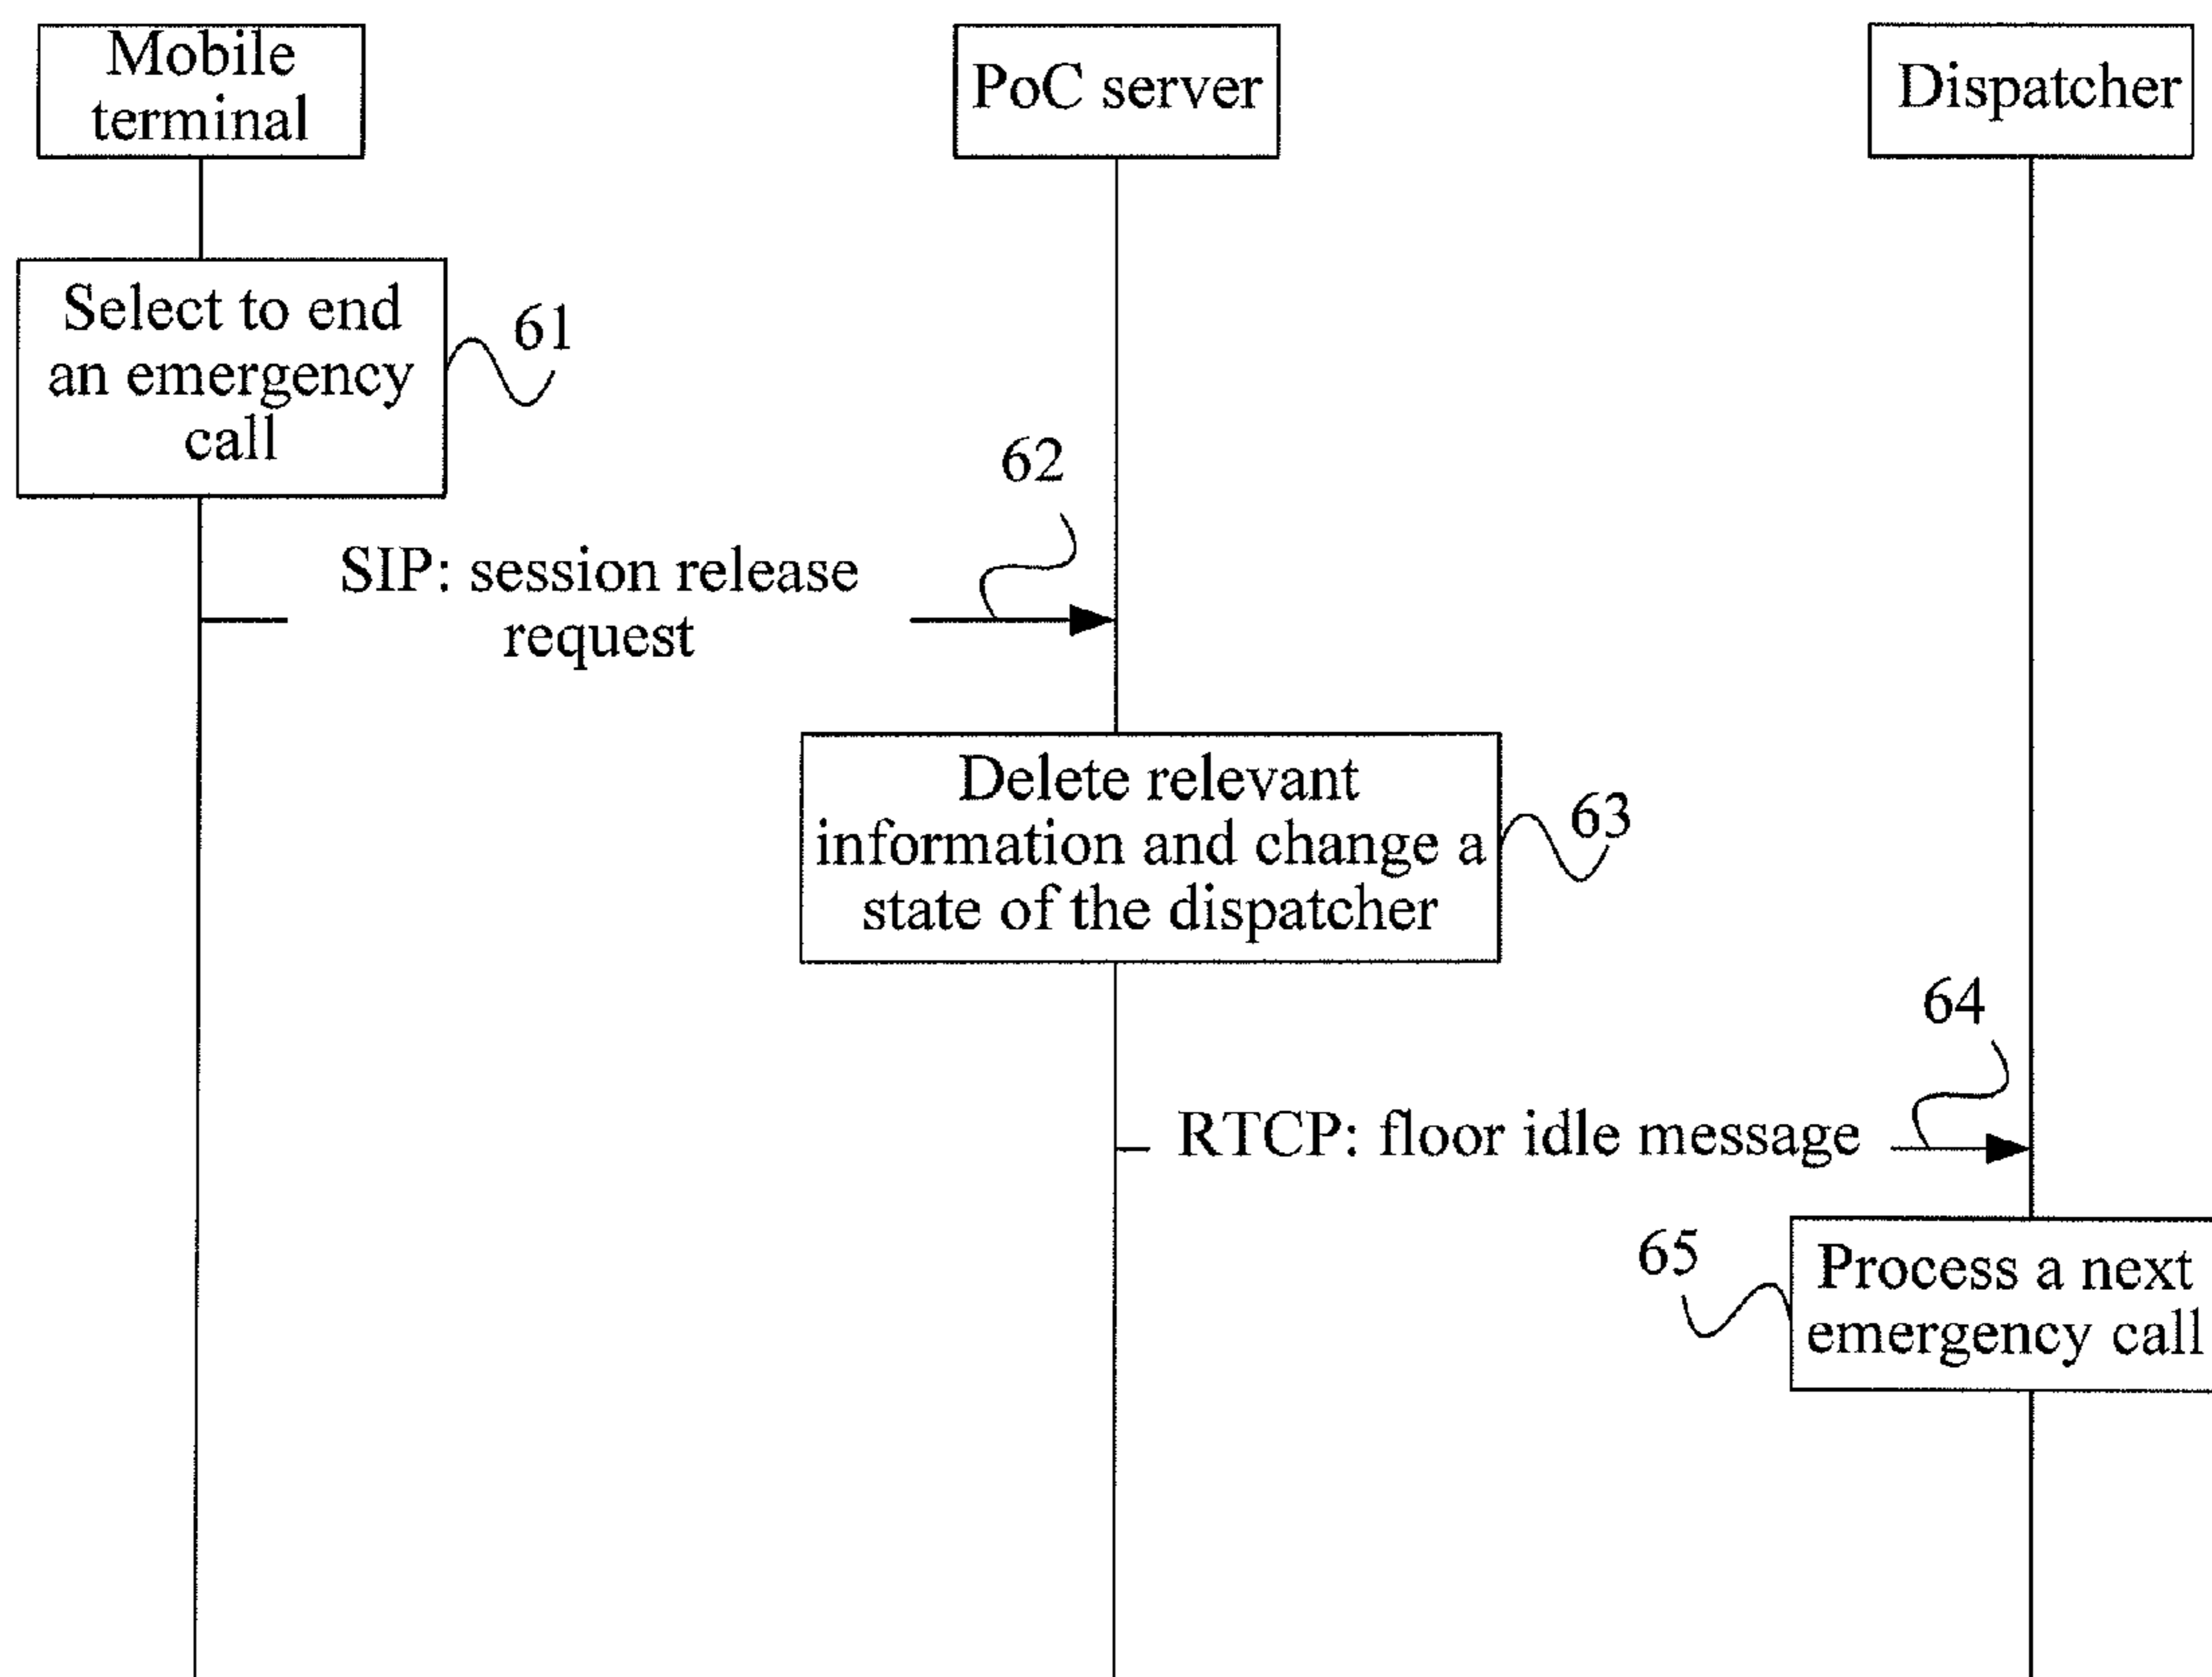 Mobile
terminal
PoC server
Dispatcher
Select to end
an emergency
call
61
62
SIP: session release
request
Delete relevant
information and change a
state of the dispatcher
63
64
RTCP: floor idle message
65
Process a next
emergency call